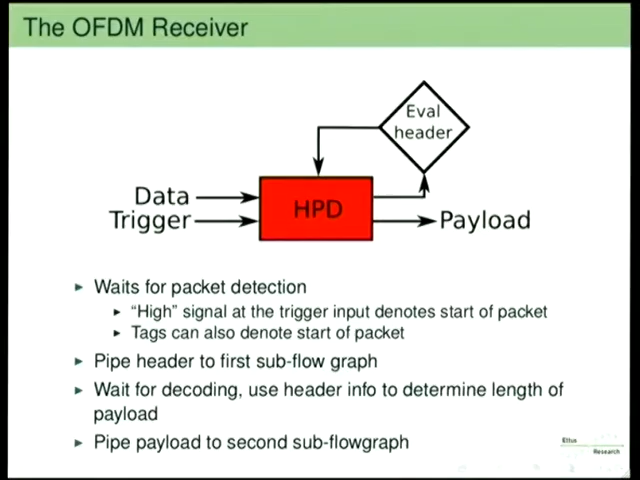 The OFDM Receiver
Eval
header
Data
Trigger
HPD
Payload
Waits for packet detection
“High” signal at the trigger input denotes start of packet
Tags can also denote start of packet
Pipe header to first sub-flow graph
Wait for decoding, use header info to determine length of
payload
Pipe payload to second sub-flowgraph
Ettus
Research